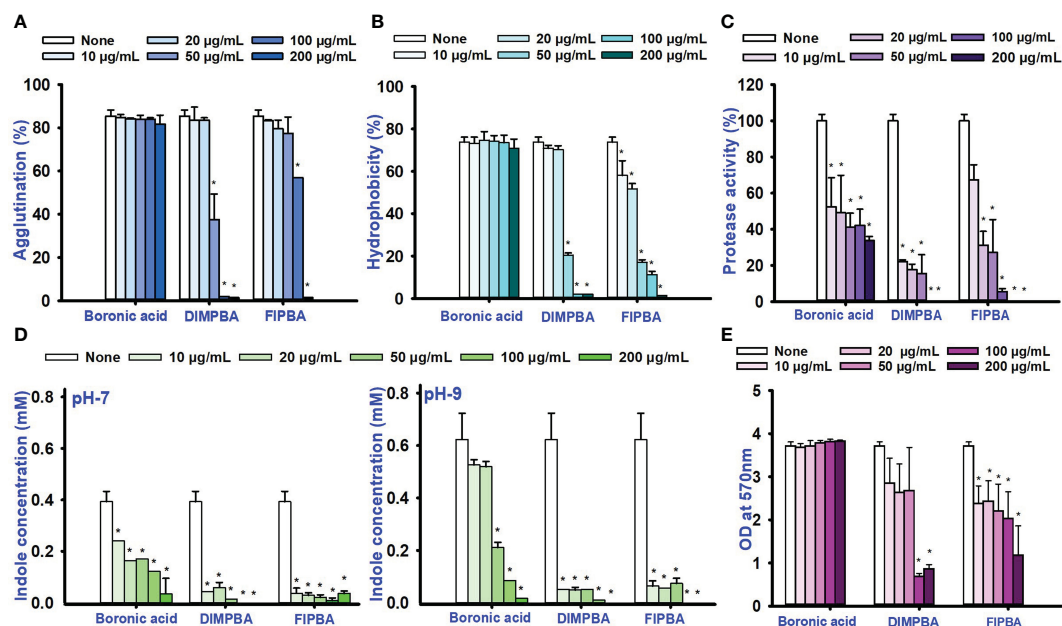 A
None
20 µg/mL
100 µg/mL
10 µg/mL
50 µg/mL
200 µg/mL
Agglutination (%)
100
80
60
40
20
0
*
*
*
*
Boronic acid
DIMPBA
FIPBA
B
None
20 µg/mL
100 µg/mL
10 µg/mL
50 µg/mL
200 µg/mL
Hydrophobicity (%)
100
80
60
40
20
0
*
* *
*
*
*
*
*
Boronic acid
DIMPBA
FIPBA
C
None
20 µg/mL
100 µg/mL
10 µg/mL
50 µg/mL
200 µg/mL
Protease activity (%)
120
100
80
60
40
20
0
* *
* *
*
* * *
* *
* *
*
* *
Boronic acid
DIMPBA
FIPBA
D
None
10 µg/mL
20 µg/mL
50 µg/mL
100 µg/mL
200 µg/mL
pH-7
Indole concentration (mM)
0.8
0.6
0.4
0.2
0.0
*
* *
*
*
* * *
* *
* * * * *
Boronic acid
DIMPBA
FIPBA
pH-9
Indole concentration (mM)
0.8
0.6
0.4
0.2
0.0
*
*
*
* * *
* *
* * *
* *
Boronic acid
DIMPBA
FIPBA
E
None
20 µg/mL
100 µg/mL
10 µg/mL
50 µg/mL
200 µg/mL
OD at 570nm
5
4
3
2
1
0
* *
* * * *
*
Boronic acid
DIMPBA
FIPBA